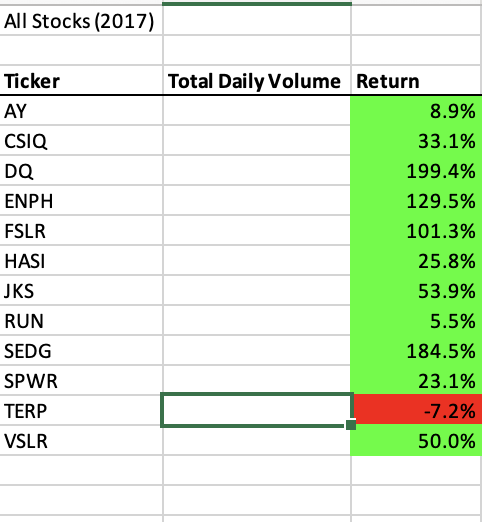 All Stocks (2017)
Ticker Total Daily Volume Return
AY 8.9%
CSIQ 33.1%
DQ 199.4%
ENPH 129.5%
FSLR 101.3%
HASI 25.8%
JKS 53.9%
RUN 5.5%
SEDG 184.5%
SPWR 23.1%
TERP -7.2%
VSLR 50.0%